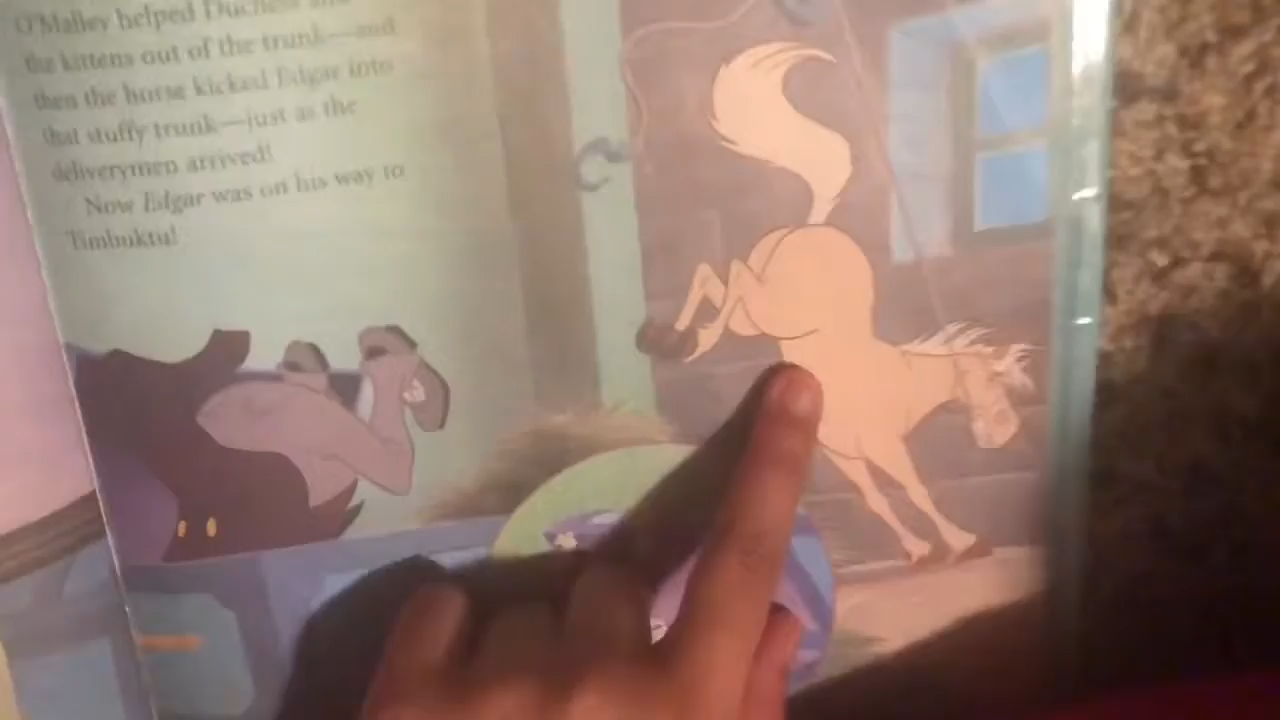 O'Malley helped Duchess and
the kittens out of the trunk—and
then the horse kicked Edgar into
that stuffy trunk—just as the
deliverymen arrived!
Now Edgar was on his way to
Timbuktu!